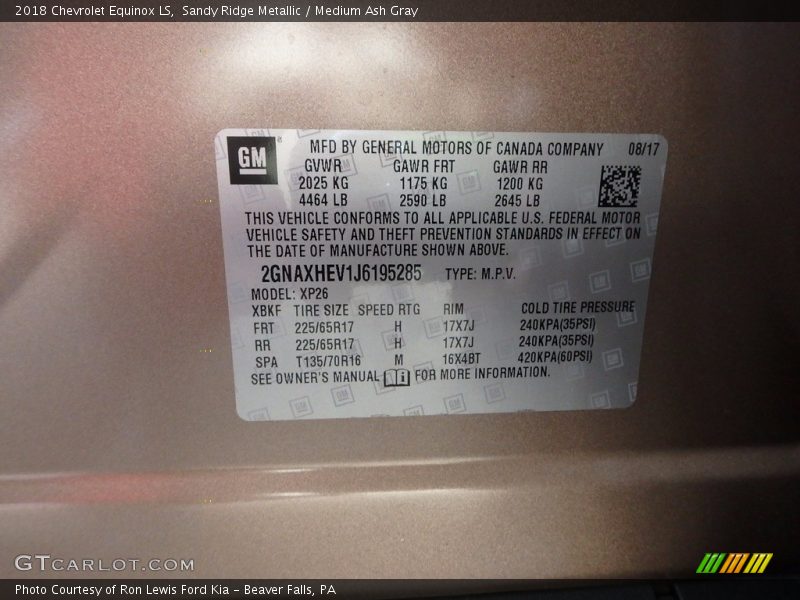 2018 Chevrolet Equinox LS,  Sandy Ridge Metallic / Medium Ash Gray
GM
MFD BY GENERAL MOTORS OF CANADA COMPANY 08/17
GVWR GAWR FRT GAWR RR
2025 KG 1175 KG 1200 KG
4464 LB 2590 LB 2645 LB
THIS VEHICLE CONFORMS TO ALL APPLICABLE U.S. FEDERAL MOTOR
VEHICLE SAFETY AND THEFT PREVENTION STANDARDS IN EFFECT ON
THE DATE OF MANUFACTURE SHOWN ABOVE.
2GNAXHEV1J6195285 TYPE: M.P.V.
MODEL: XP26
XBKF TIRE SIZE SPEED RTG RIM COLD TIRE PRESSURE
FRT 225/65R17 H 17X7J 240KPA(35PSI)
RR 225/65R17 H 17X7J 240KPA(35PSI)
SPA T135/70R16 M 16X4BT 420KPA(60PSI)
SEE OWNER'S MANUAL FOR MORE INFORMATION.
GTCARLOT.COM
Photo Courtesy of Ron Lewis Ford Kia – Beaver Falls, PA